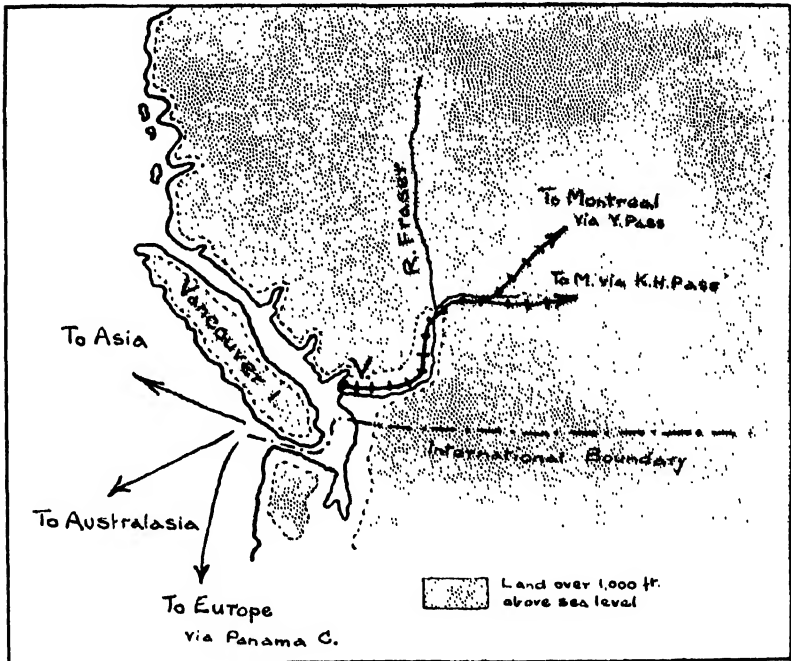 R. Fraser
To Montreal
via Y. Pass
To M. via K.H. Pass
Vancouver I.
To Asia
V
International Boundary
To Australasia
To Europe
via Panama C.
Land over 1,000 ft.
above sea level